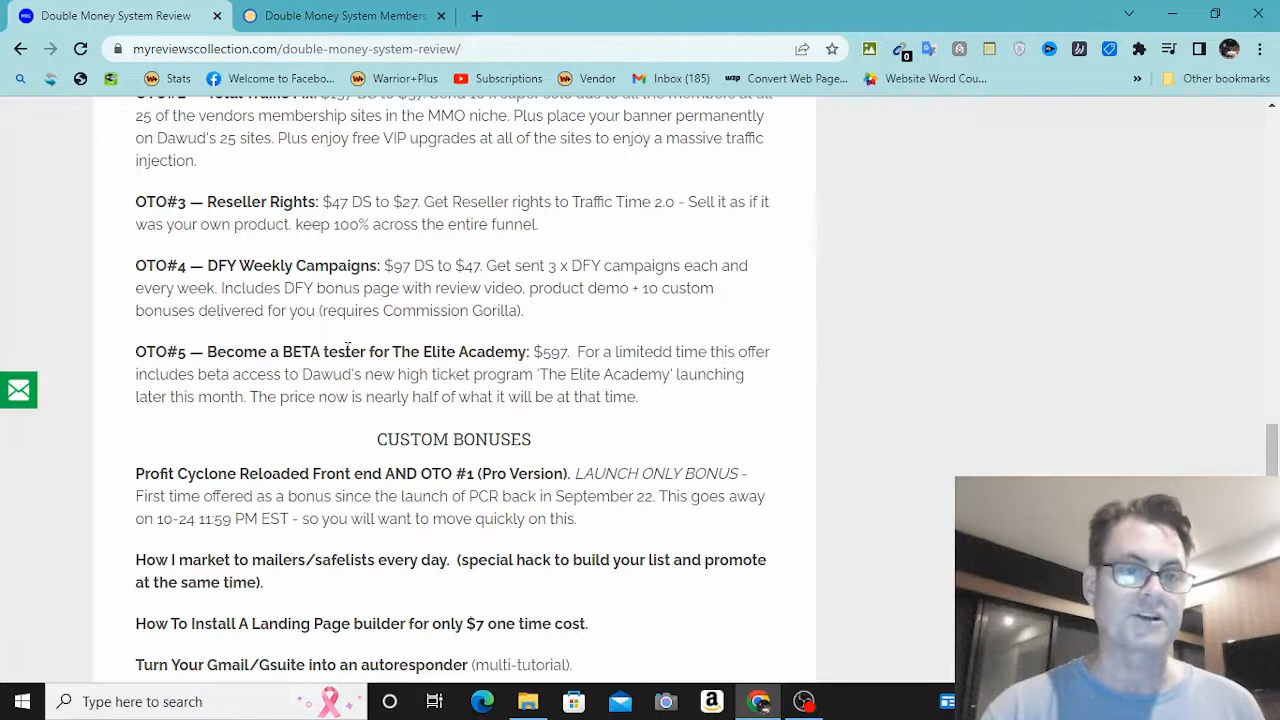 Double Money System Review
Double Money System Members
myreviewscollection.com/double-money-system-review/
0
Stats
Welcome to Facebo...
Warrior+Plus
Subscriptions
Vendor
Inbox (185)
wzp Convert Web Page...
Website Word Cou...
Other bookmarks
25 of the vendors membership sites in the MMO niche. Plus place your banner permanently
on Dawud's 25 sites. Plus enjoy free VIP upgrades at all of the sites to enjoy a massive traffic
injection.
OTO#3 — Reseller Rights: $47 DS to $27. Get Reseller rights to Traffic Time 2.0 - Sell it as if it
was your own product. keep 100% across the entire funnel.
OTO#4 — DFY Weekly Campaigns: $97 DS to $47. Get sent 3 x DFY campaigns each and
every week. Includes DFY bonus page with review video, product demo + 10 custom
bonuses delivered for you (requires Commission Gorilla).
OTO#5 — Become a BETA tester for The Elite Academy: $597. For a limitedd time this offer
includes beta access to Dawud's new high ticket program 'The Elite Academy' launching
later this month. The price now is nearly half of what it will be at that time.
CUSTOM BONUSES
Profit Cyclone Reloaded Front end AND OTO #1 (Pro Version). LAUNCH ONLY BONUS -
First time offered as a bonus since the launch of PCR back in September 22. This goes away
on 10-24 11:59 PM EST - so you will want to move quickly on this.
How I market to mailers/safelists every day. (special hack to build your list and promote
at the same time).
How To Install A Landing Page builder for only $7 one time cost.
Turn Your Gmail/Gsuite into an autoresponder (multi-tutorial).
Type here to search